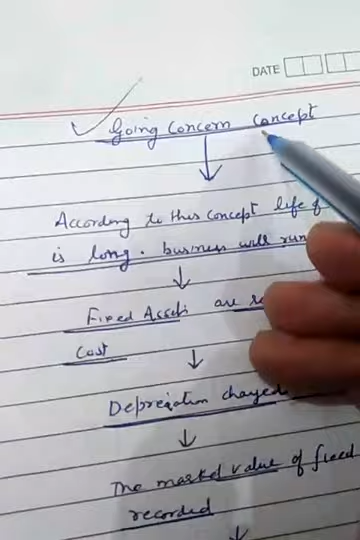 DATE
Going Concern Concept
According to this concept life of
is long. business will run
Fixed Assets are
Cost
Depreciation charged
The market value of fixed
recorded